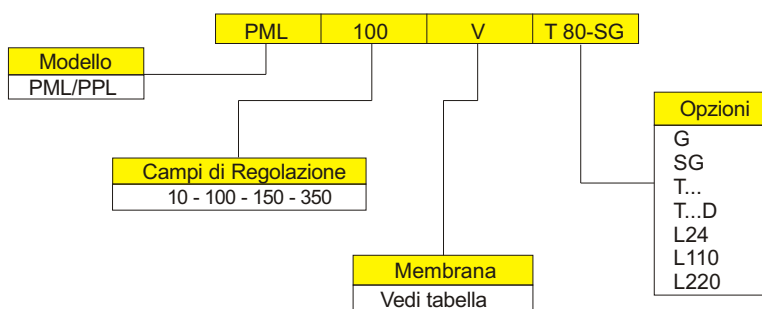 PML 100 V T 80-SG
Modello
PML/PPL
Campi di Regolazione
10 - 100 - 150 - 350
Membrana
Vedi tabella
Opzioni
G
SG
T...
T...D
L24
L110
L220